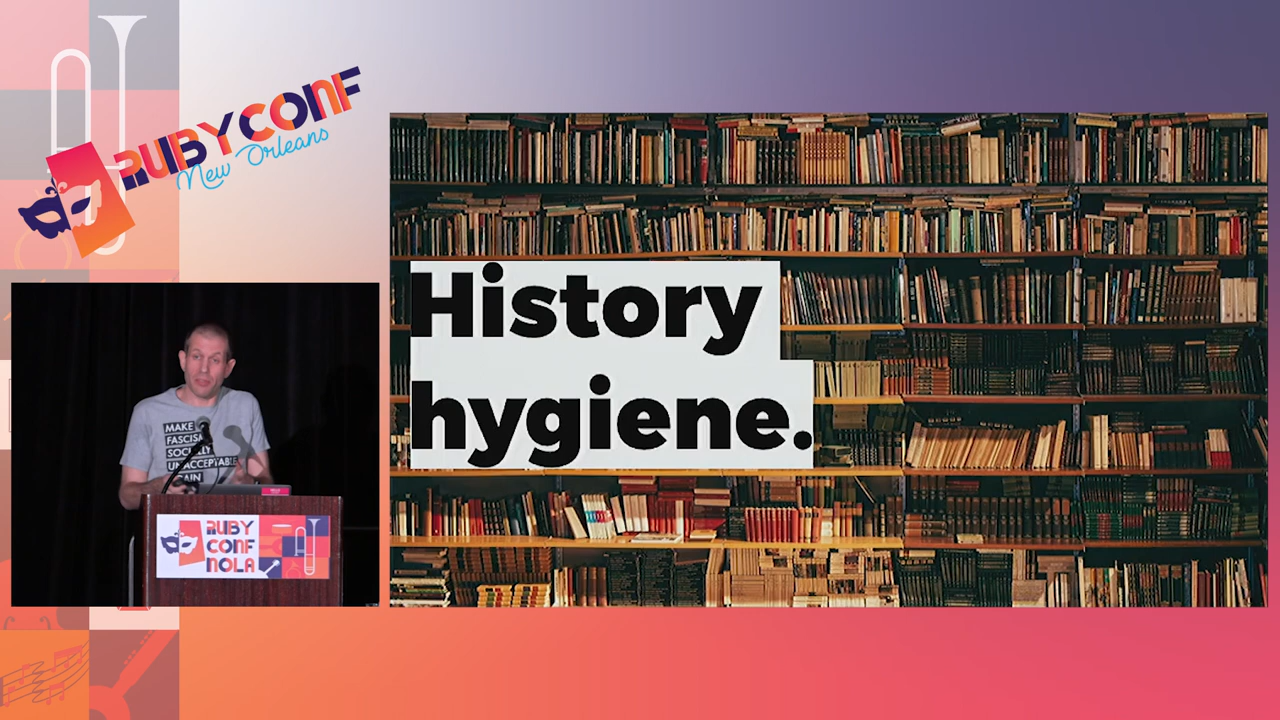 RUBYCONF
New Orleans
History
hygiene.
MAKE
FASCISM
SOCIALLY
UNACCEPTABLE
AGAIN
RUBY
CONF
NOLA